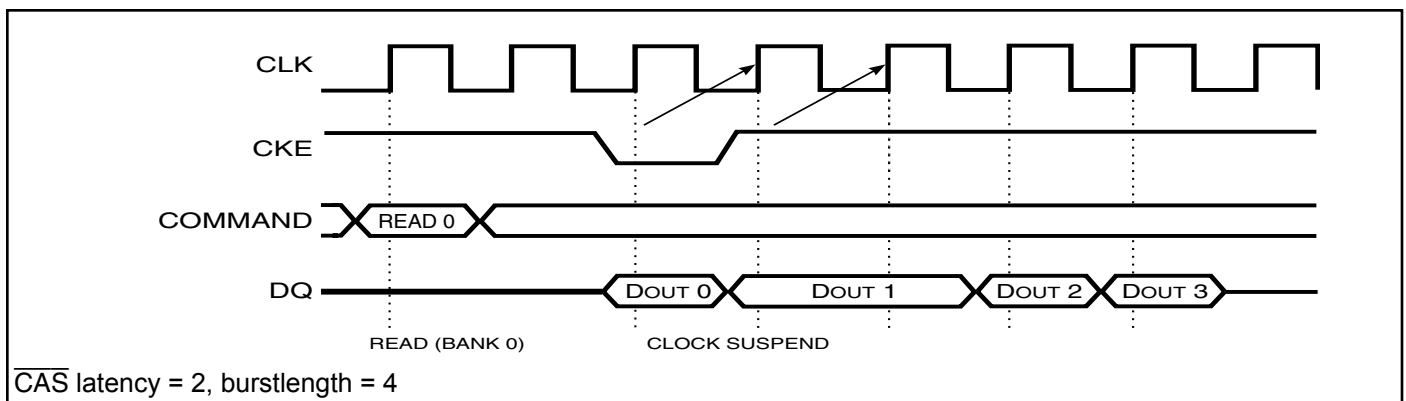 CLK
CKE
COMMAND READ 0
DQ DOUT 0 DOUT 1 DOUT 2 DOUT 3
READ (BANK 0) CLOCK SUSPEND
C̅A̅S̅ latency = 2, burstlength = 4